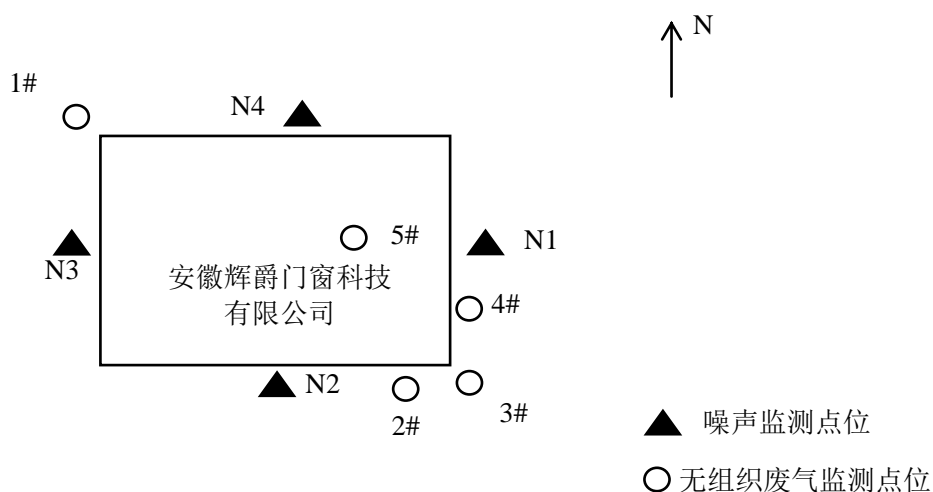 N
1#
N4
5#
N1
N3
安徽辉爵门窗科技
有限公司
4#
N2
2#
3#
噪声监测点位
无组织废气监测点位